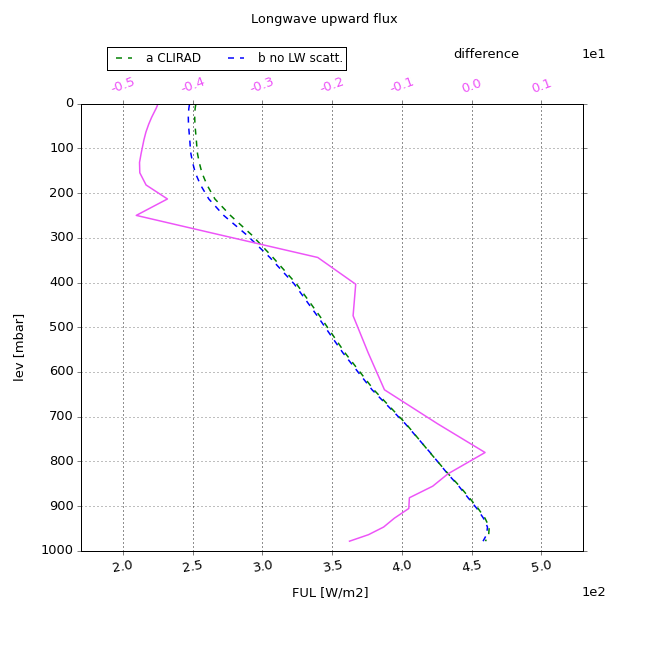 Longwave upward flux
a CLIRAD b no LW scatt. difference 1e1
-0.5 -0.4 -0.3 -0.2 -0.1 0.0 0.1
0
100
200
300
400
500
600
700
800
900
1000
lev [mbar]
2.0 2.5 3.0 3.5 4.0 4.5 5.0
FUL [W/m2] 1e2